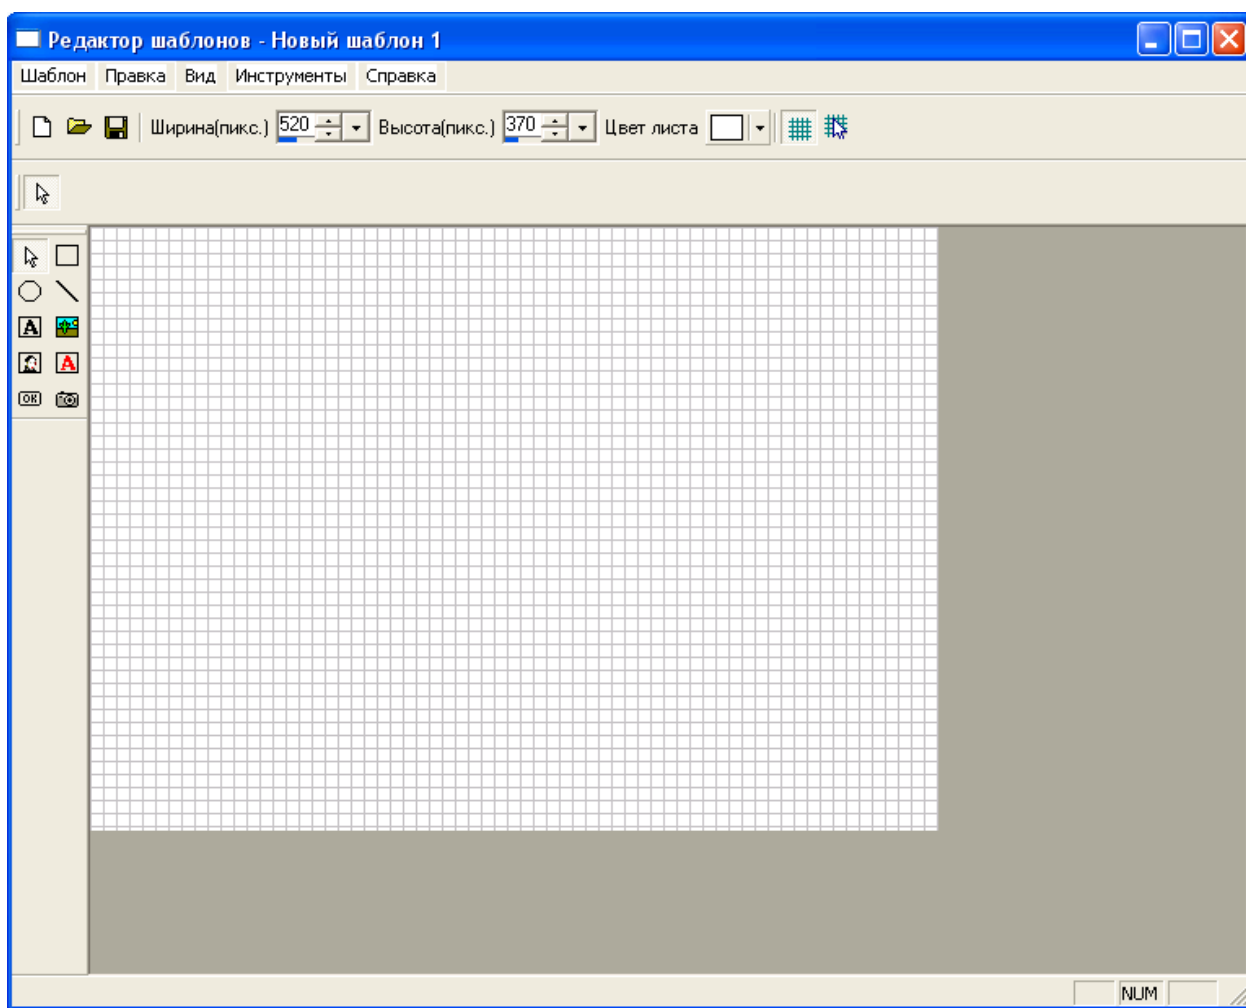 Редактор шаблонов - Новый шаблон 1
Шаблон Правка Вид Инструменты Справка
Ширина(пикс.) 520 Высота(пикс.) 370 Цвет листа
A
A
OK
NUM